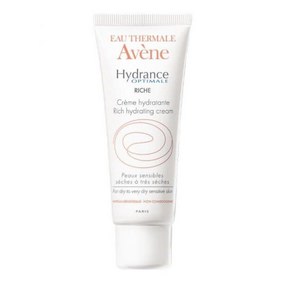 EAU THERMALE
Avène
Hydrance
OPTIMALE
RICHE
Crème hydratante
Rich hydrating cream
Peaux sensibles
sèches à très sèches
For dry to very dry sensitive skin
PARIS